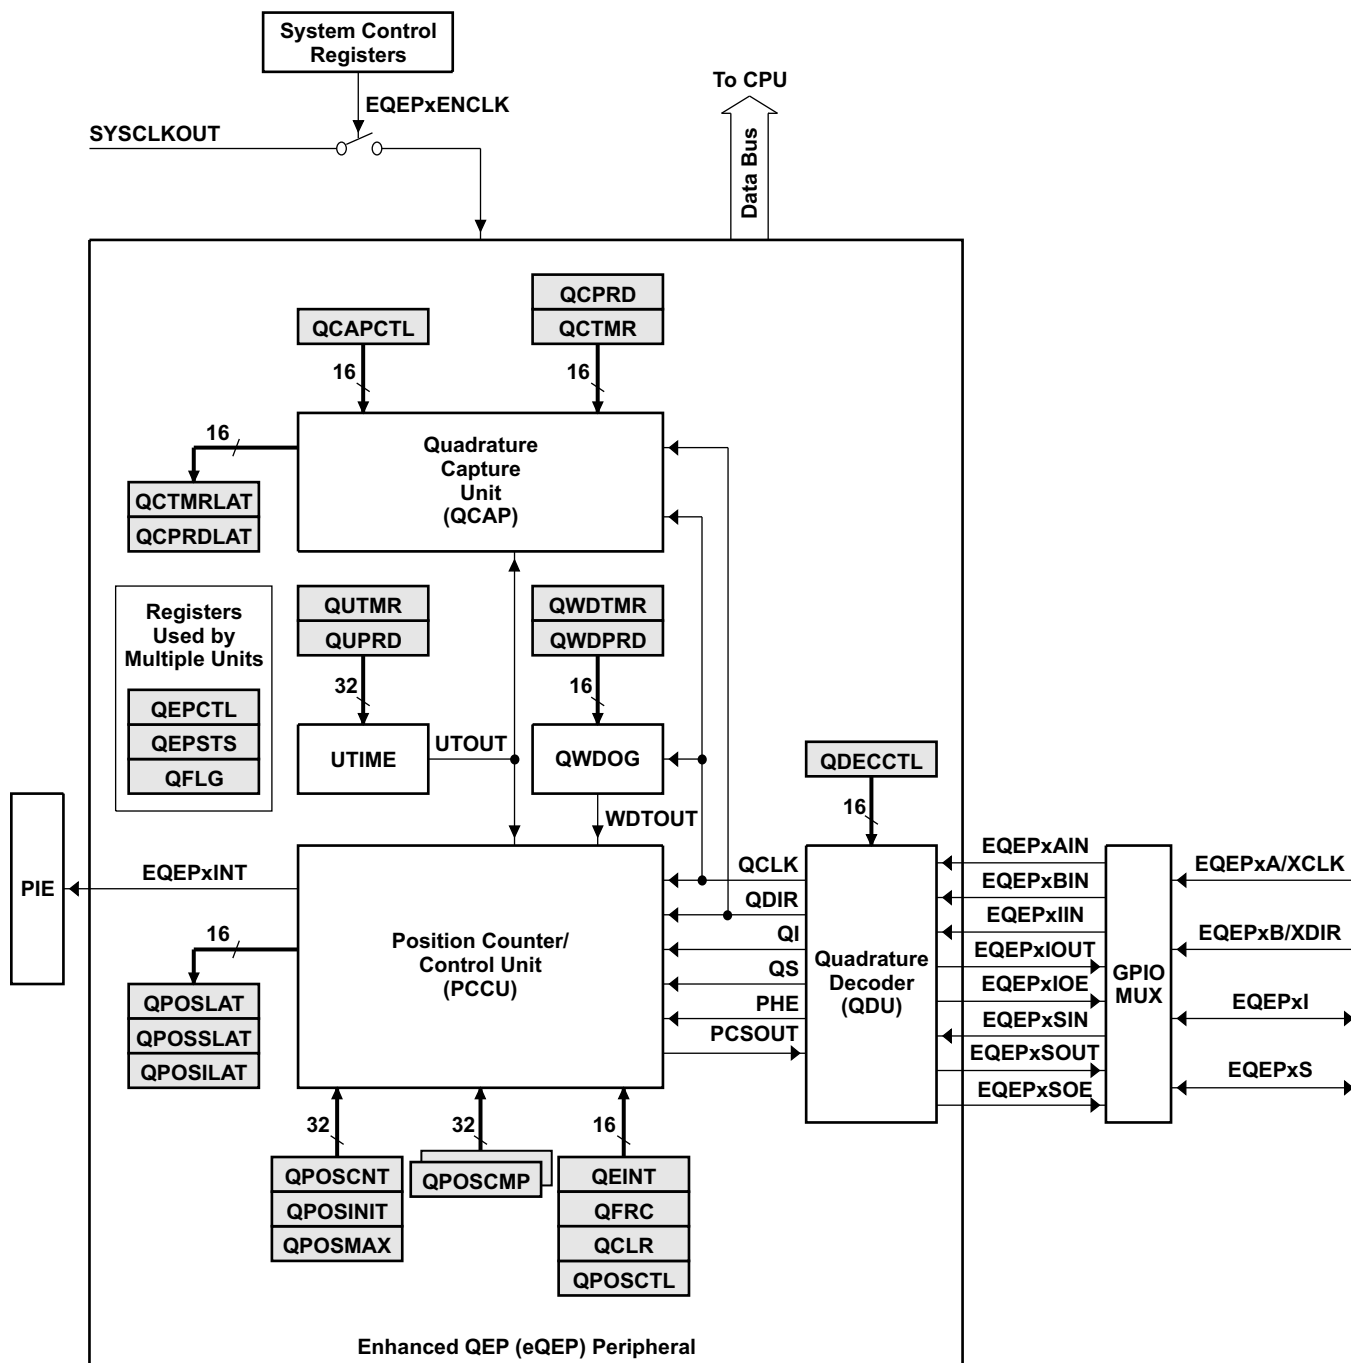 System Control
Registers
To CPU
EQEPxENCLK
SYSCLKOUT
Data Bus
QCPRD
QCAPCTL
QCTMR
16
16
16
Quadrature
Capture
Unit
(QCAP)
QCTMRLAT
QCPRDLAT
Registers
Used by
Multiple Units
QEPCTL
QEPSTS
QFLG
QUTMR
QUPRD
QWDTMR
QWDPRD
32
16
UTIME
UTOUT
QWDOG
WDTOUT
QDECCTL
16
PIE
EQEPxINT
16
Position Counter/
Control Unit
(PCCU)
QCLK
QDIR
QI
QS
PHE
PCSOUT
Quadrature
Decoder
(QDU)
EQEPxAIN
EQEPxBIN
EQEPxIIN
EQEPxIOUT
EQEPxIOE
EQEPxSIN
EQEPxSOUT
EQEPxSOE
GPIO
MUX
EQEPxA/XCLK
EQEPxB/XDIR
EQEPxI
EQEPxS
QPOSLAT
QPOSSLAT
QPOSILAT
32
32
16
QPOSCNT
QPOSINIT
QPOSMAX
QPOSCMP
QEINT
QFRC
QCLR
QPOSCTL
Enhanced QEP (eQEP) Peripheral